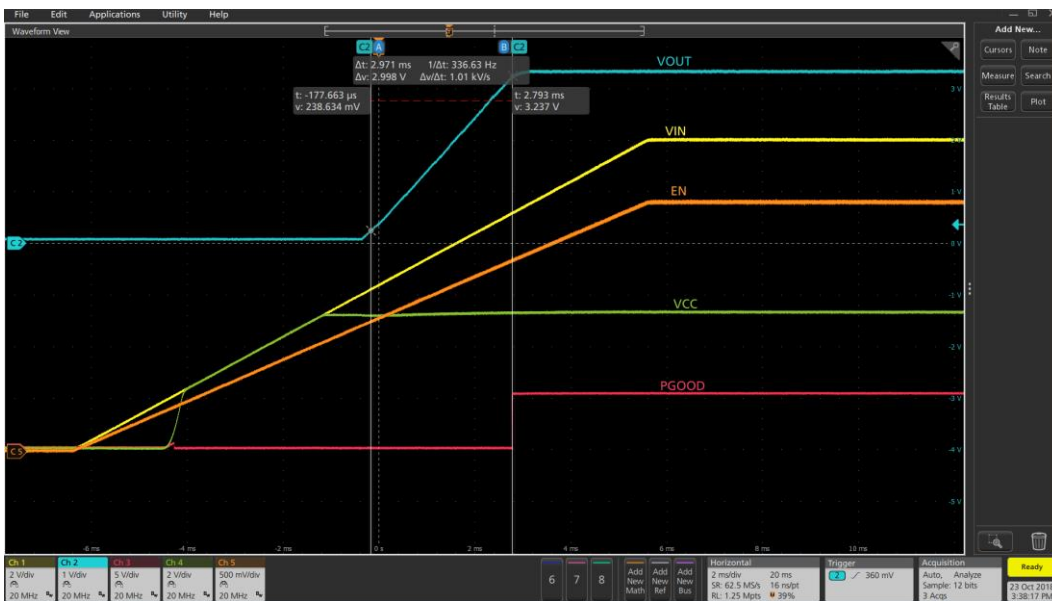 File Edit Applications Utility Help
Waveform View
Add New...
Cursors Note
Measure Search
Results Table Plot
C2 A B C2
Δt: 2.971 ms 1/Δt: 336.63 Hz
Δv: 2.998 V Δv/Δt: 1.01 kV/s
t: -177.663 µs
v: 238.634 mV
t: 2.793 ms
v: 3.237 V
VOUT
3 V
VIN
EN
1 V
C2
0 V
-1 V
VCC
-2 V
PGOOD
-3 V
C5
-4 V
-5 V
-6 ms -4 ms -2 ms 0 s 2 ms 4 ms 6 ms 8 ms 10 ms
Ch 1
2 V/div
20 MHz
Ch 2
1 V/div
20 MHz
Ch 3
5 V/div
20 MHz
Ch 4
2 V/div
20 MHz
Ch 5
500 mV/div
20 MHz
6 7 8
Add New Math
Add New Ref
Add New Bus
Horizontal
2 ms/div 20 ms
SR: 62.5 MS/s 16 ns/pt
RL: 1.25 Mpts 39%
Trigger
2 360 mV
Acquisition
Auto, Analyze
Sample: 12 bits
3 Acqs
Ready
3:38:17 PM